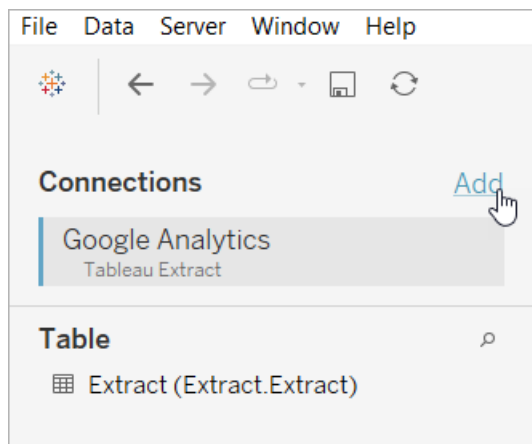 File Data Server Window Help
Connections Add
Google Analytics
Tableau Extract
Table
Extract (Extract.Extract)